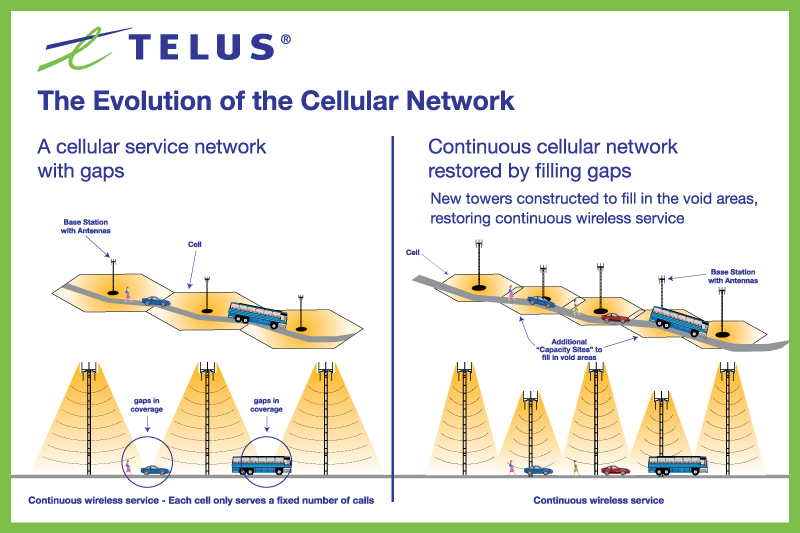 TELUS®
The Evolution of the Cellular Network
A cellular service network
with gaps
Base Station
with Antennas
Cell
gaps in
coverage
gaps in
coverage
Continuous wireless service - Each cell only serves a fixed number of calls
Continuous cellular network
restored by filling gaps
New towers constructed to fill in the void areas,
restoring continuous wireless service
Cell
Base Station
with Antennas
Additional
"Capacity Sites" to
fill in void areas
Continuous wireless service